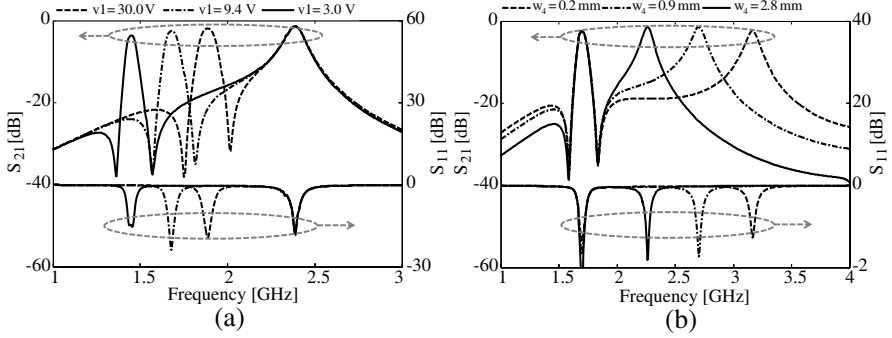 v1=30.0 V v1= 9.4 V v1= 3.0 V
0
-20
-40
-60
60
30
0
-30
S21 [dB]
S11 [dB]
1 1.5 2 2.5 3
Frequency [GHz]
(a)
w4= 0.2 mm w4=0.9 mm w4= 2.8 mm
0
-20
-40
-60
40
20
0
-2
S21 [dB]
S11 [dB]
1 1.5 2 2.5 3 3.5 4
Frequency [GHz]
(b)